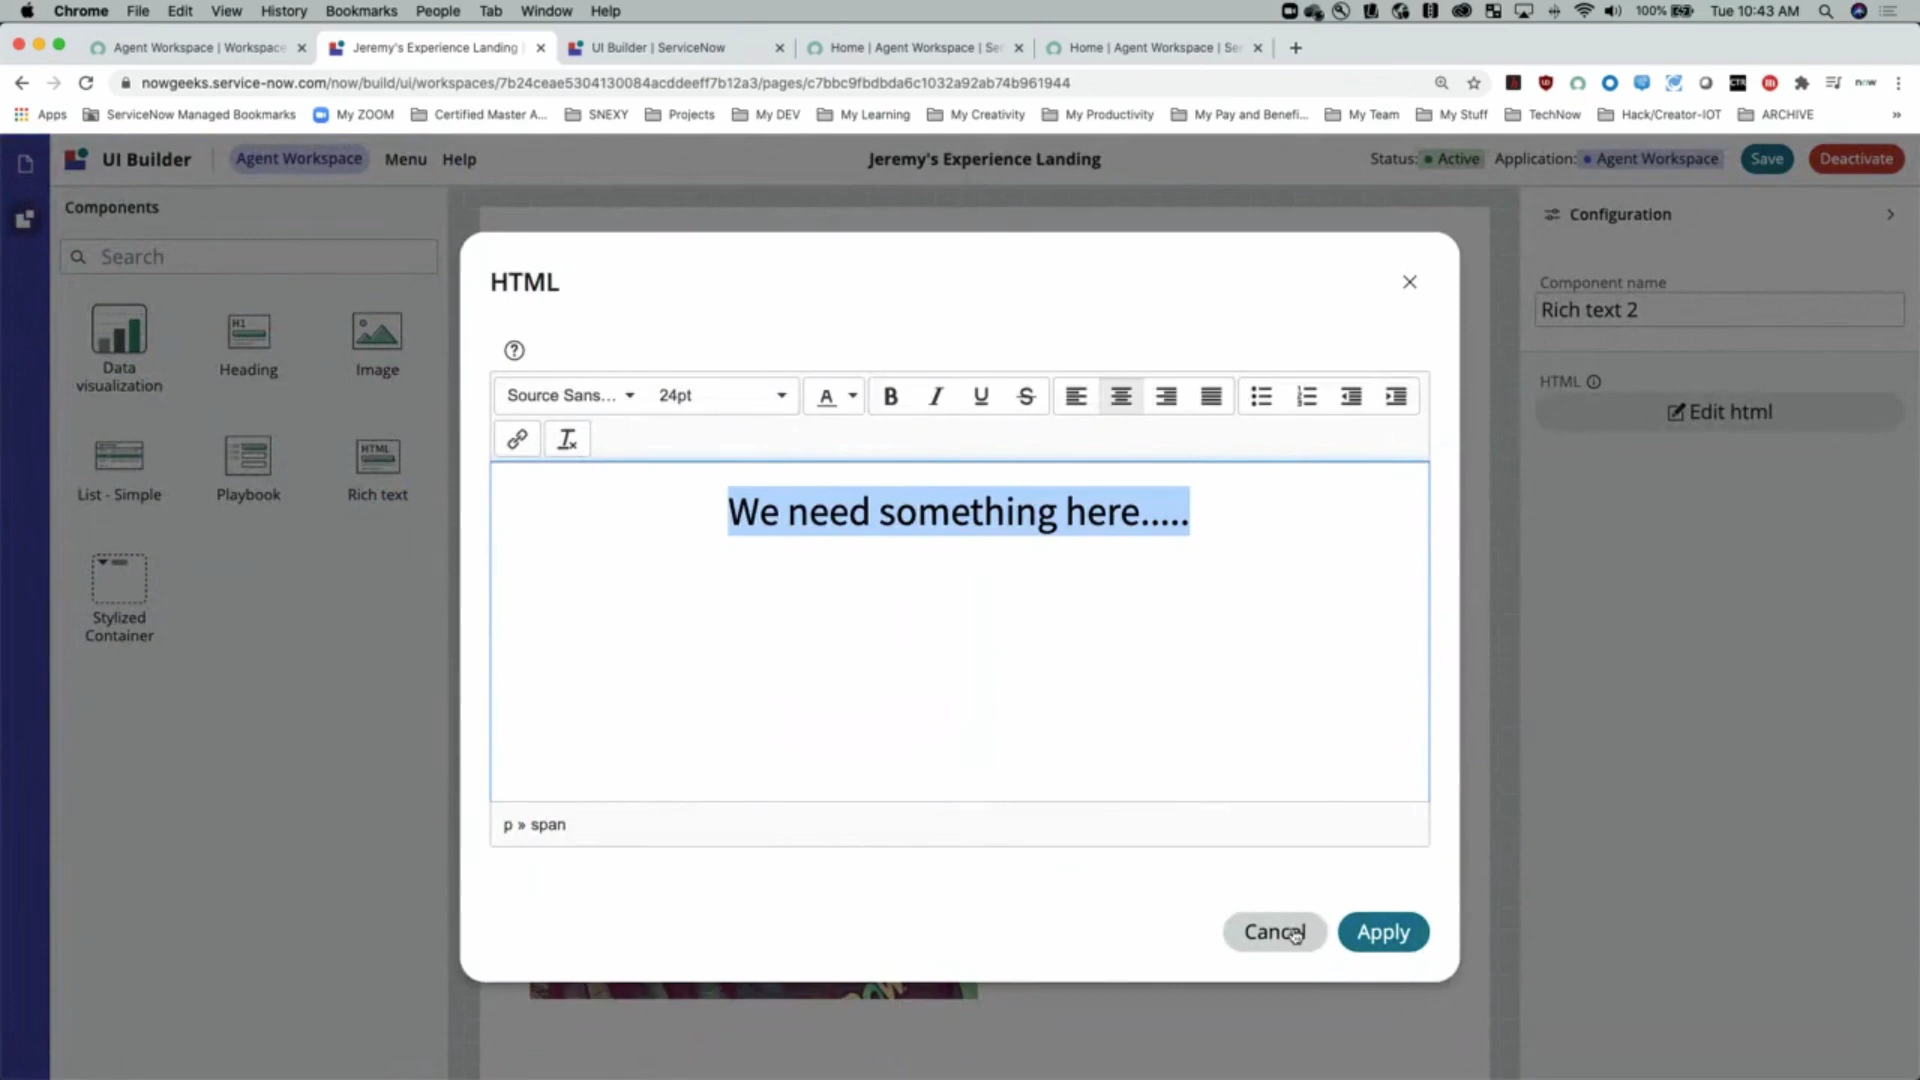 Chrome File Edit View History Bookmarks People Tab Window Help 100% Tue 10:43 AM
Agent Workspace | Workspace Jeremy's Experience Landing UI Builder | ServiceNow Home | Agent Workspace | Ser Home | Agent Workspace | Ser
nowgeeks.service-now.com/now/build/ui/workspaces/7b24ceae5304130084acddeeff7b12a3/pages/c7bbc9fbdbda6c1032a92ab74b961944
Apps ServiceNow Managed Bookmarks My ZOOM Certified Master A... SNEXY Projects My DEV My Learning My Creativity My Productivity My Pay and Benefi... My Team My Stuff TechNow Hack/Creator-IOT ARCHIVE »
UI Builder Agent Workspace Menu Help Jeremy's Experience Landing Status: Active Application: Agent Workspace Save Deactivate
Components
Search
Data visualization
Heading
Image
List - Simple
Playbook
HTML
Rich text
Stylized Container
HTML
Source Sans... 24pt A B I U S
We need something here.....
p » span
Cancel Apply
Configuration
Component name
Rich text 2
HTML
Edit html